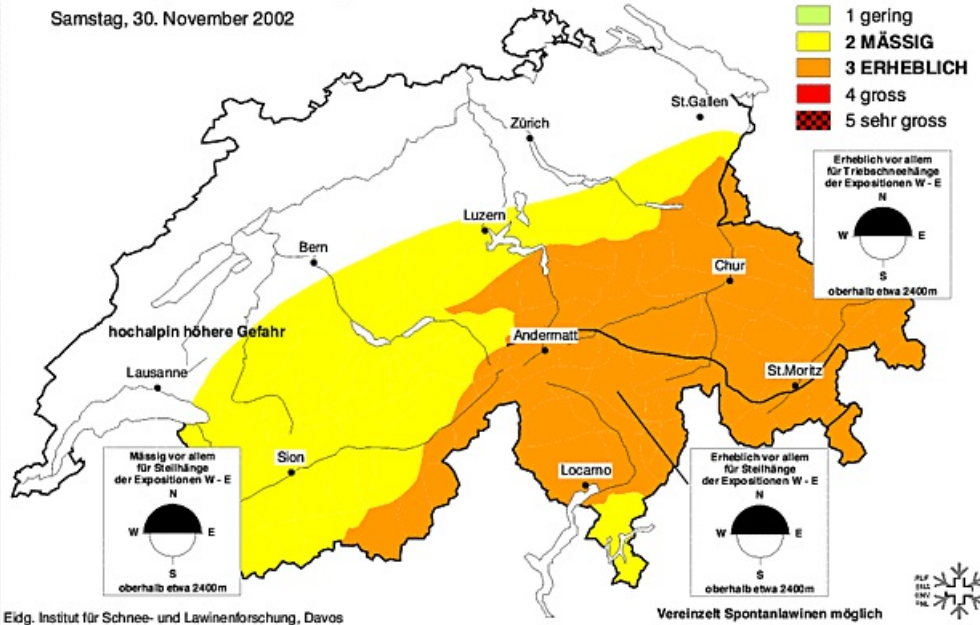 Samstag, 30. November 2002
1 gering
2 MÄSSIG
3 ERHEBLICH
4 gross
5 sehr gross
St.Gallen
Zürich
Erheblich vor allem
für Triebschneehänge
der Expositionen W - E
N
W E
S
oberhalb etwa 2400m
Luzern
Bern
Chur
hochalpin höhere Gefahr
Andermatt
Lausanne
St.Moritz
Mässig vor allem
für Steilhänge
der Expositionen W - E
N
W E
S
oberhalb etwa 2400m
Sion
Locarno
Erheblich vor allem
für Steilhänge
der Expositionen W - E
N
W E
S
oberhalb etwa 2400m
Eidg. Institut für Schnee- und Lawinenforschung, Davos
Vereinzelt Spontanlawinen möglich